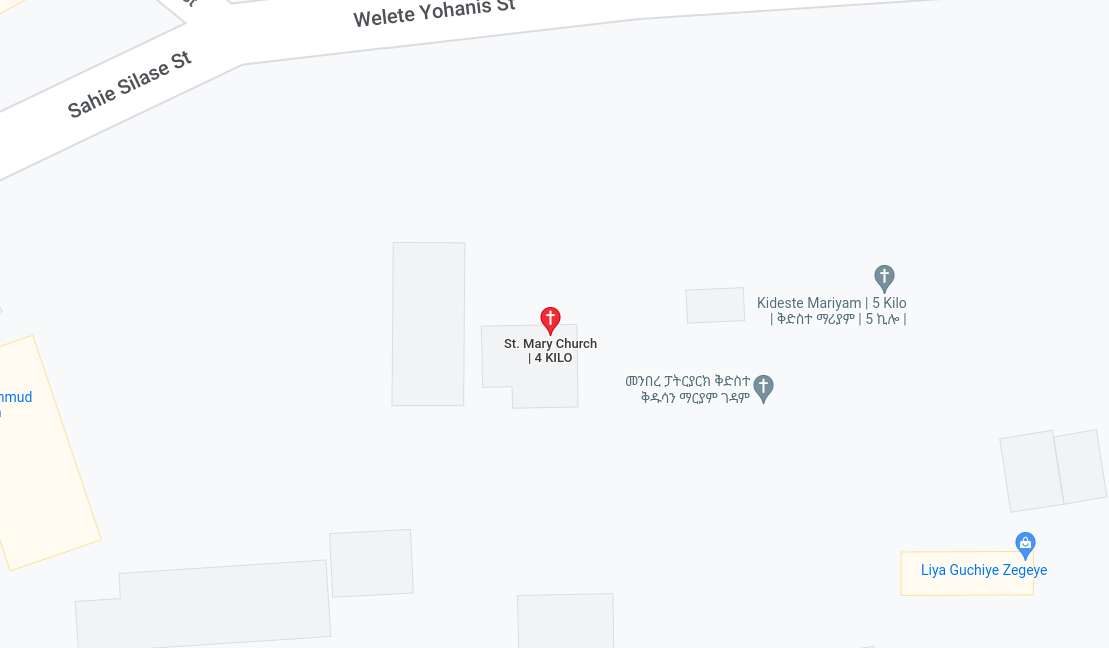 Welete Yohanis St
Sahie Silase St
Kideste Mariyam | 5 Kilo
| ቅድስተ ማሪያም | 5 ኪሎ |
St. Mary Church
| 4 KILO
መንበረ ፓትርያርክ ቅድስተ
ቅዱሳን ማርያም ገዳም
Liya Guchiye Zegeye